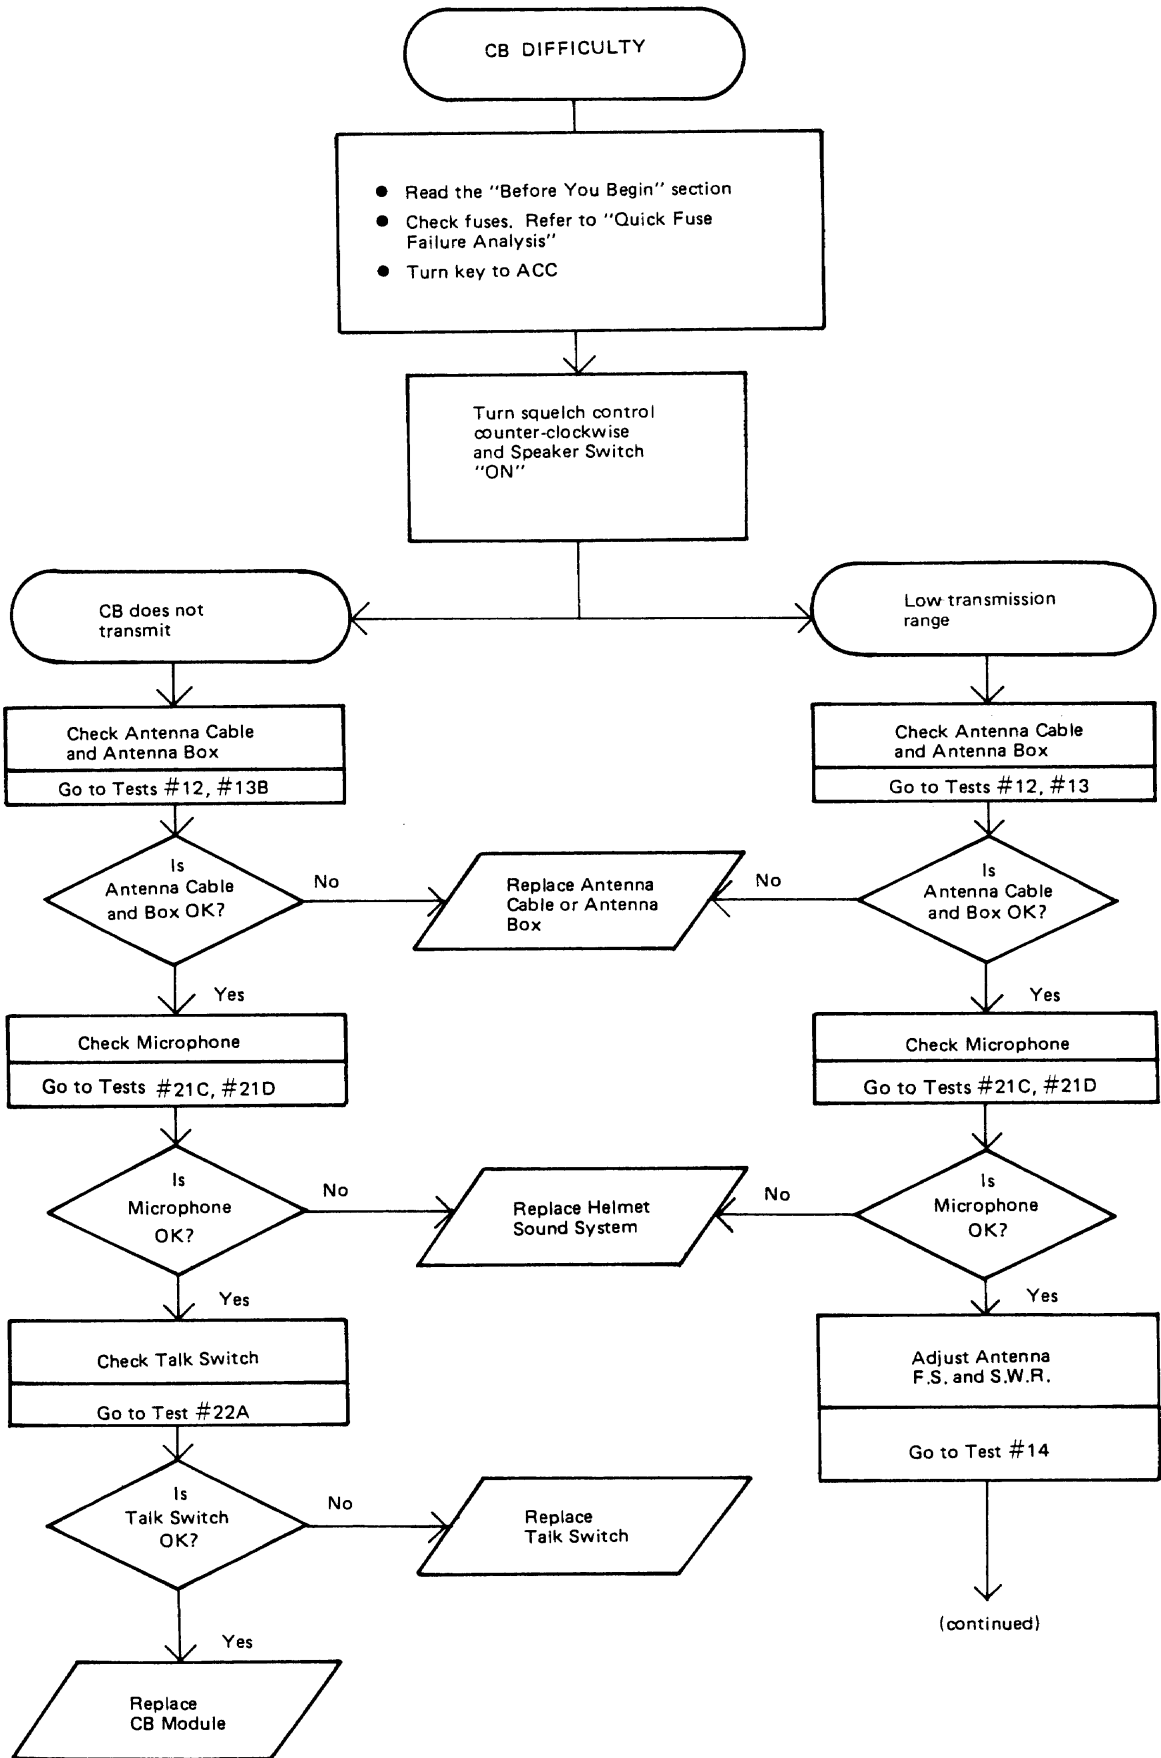 CB DIFFICULTY
● Read the "Before You Begin" section
● Check fuses. Refer to "Quick Fuse
Failure Analysis"
● Turn key to ACC
Turn squelch control
counter-clockwise
and Speaker Switch
"ON"
CB does not
transmit
Low transmission
range
Check Antenna Cable
and Antenna Box
Go to Tests #12, #13B
Check Antenna Cable
and Antenna Box
Go to Tests #12, #13
Is
Antenna Cable
and Box OK?
No
Replace Antenna
Cable or Antenna
Box
No
Is
Antenna Cable
and Box OK?
Yes
Yes
Check Microphone
Go to Tests #21C, #21D
Check Microphone
Go to Tests #21C, #21D
Is
Microphone
OK?
No
Replace Helmet
Sound System
No
Is
Microphone
OK?
Yes
Yes
Check Talk Switch
Go to Test #22A
Adjust Antenna
F.S. and S.W.R.
Go to Test #14
Is
Talk Switch
OK?
No
Replace
Talk Switch
(continued)
Yes
Replace
CB Module